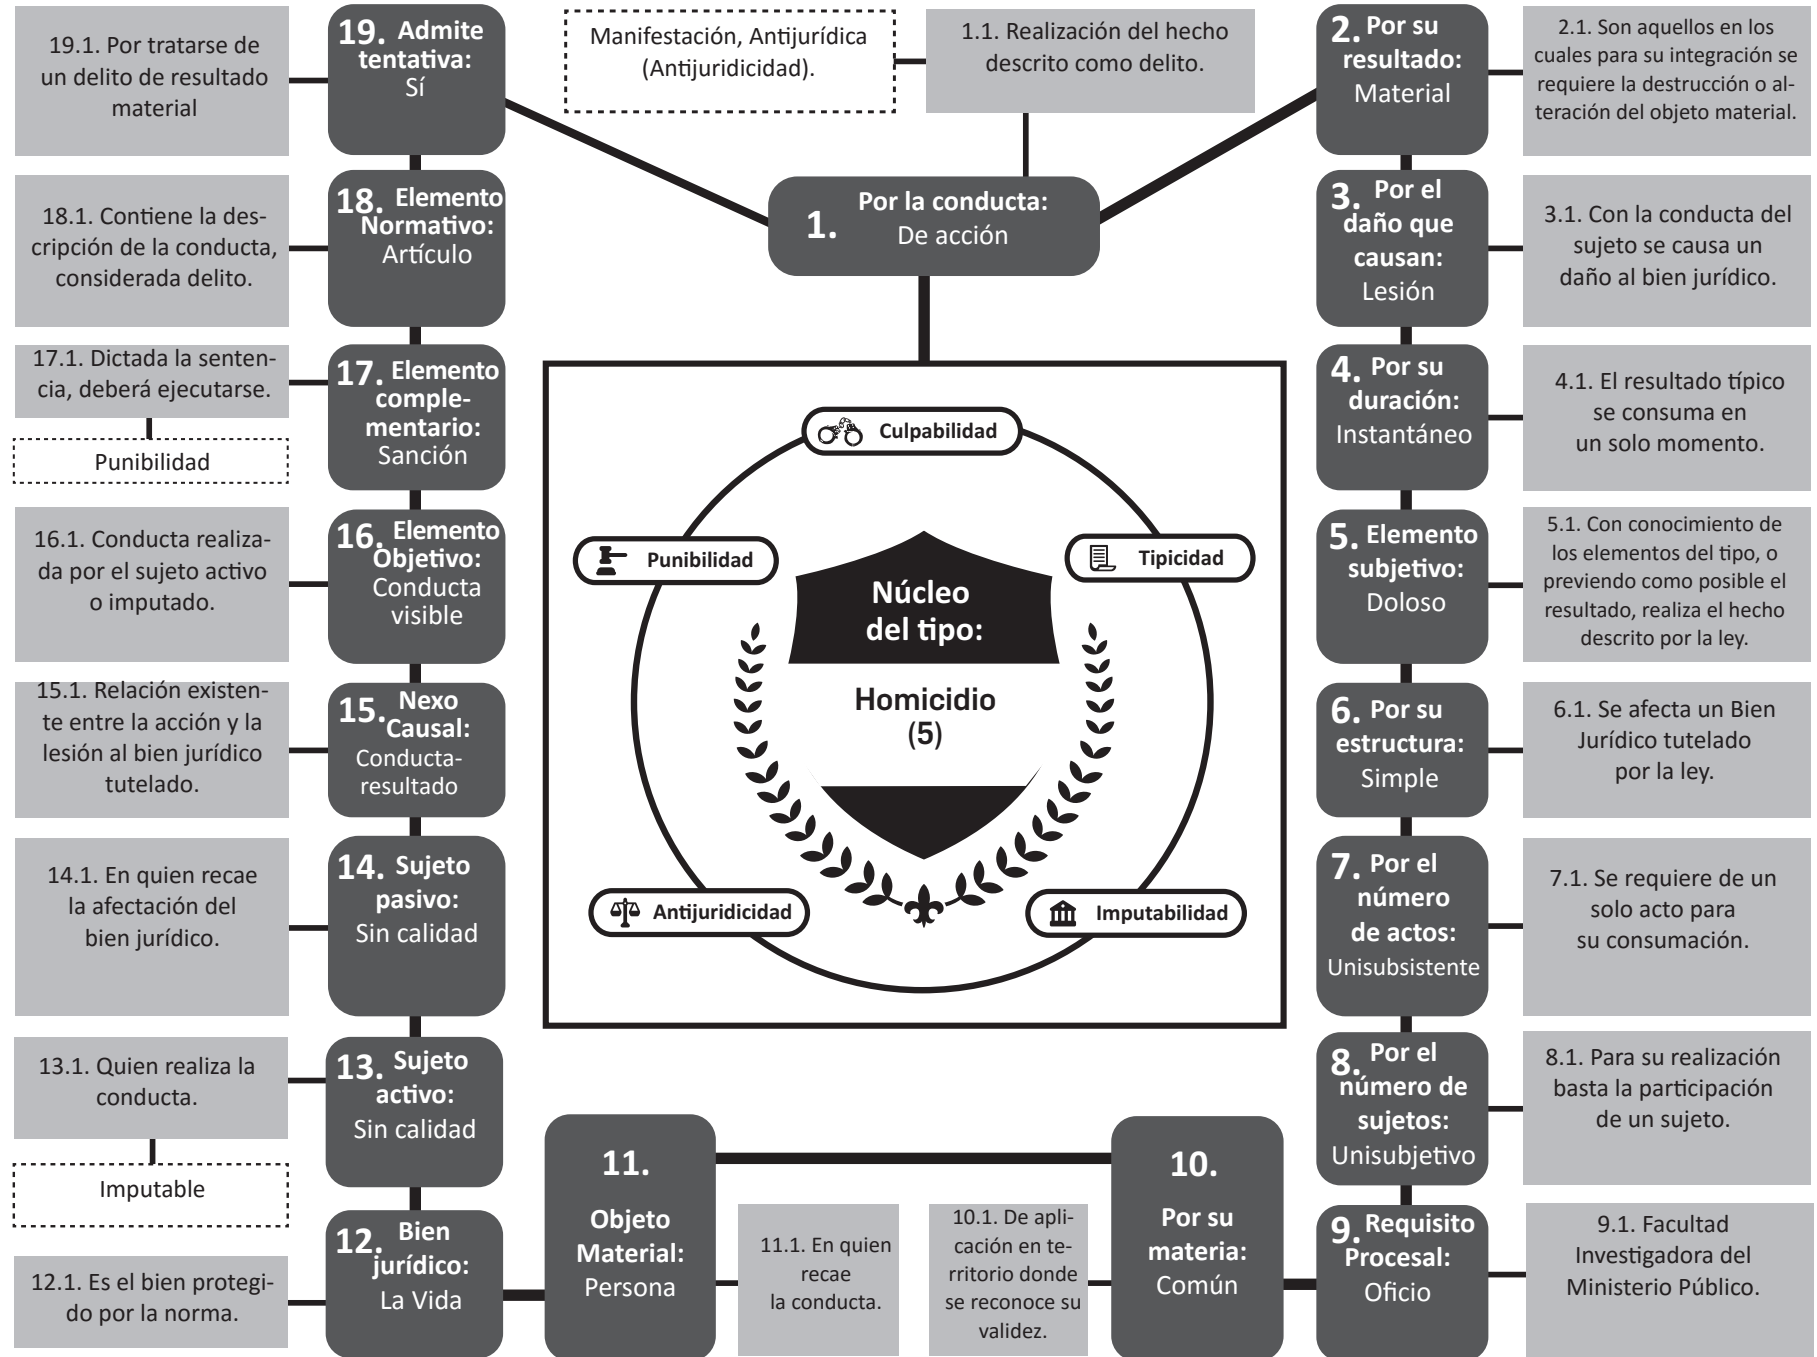 1.
Por la conducta:
De acción
1.1. Realización del hecho
descrito como delito.
Manifestación, Antijurídica
(Antijuridicidad).
2. Por su
resultado:
Material
2.1. Son aquellos en los
cuales para su integración se
requiere la destrucción o al-
teración del objeto material.
3. Por el
daño que
causan:
Lesión
3.1. Con la conducta del
sujeto se causa un
daño al bien jurídico.
4. Por su
duración:
Instantáneo
4.1. El resultado típico
se consuma en
un solo momento.
5. Elemento
subjetivo:
Doloso
5.1. Con conocimiento de
los elementos del tipo, o
previendo como posible el
resultado, realiza el hecho
descrito por la ley.
6. Por su
estructura:
Simple
6.1. Se afecta un Bien
Jurídico tutelado
por la ley.
7. Por el
número
de actos:
Unisubsistente
7.1. Se requiere de un
solo acto para
su consumación.
8. Por el
número de
sujetos:
Unisubjetivo
8.1. Para su realización
basta la participación
de un sujeto.
9. Requisito
Procesal:
Oficio
9.1. Facultad
Investigadora del
Ministerio Público.
10.
Por su
materia:
Común
10.1. De apli-
cación en te-
rritorio donde
se reconoce su
validez.
11.
Objeto
Material:
Persona
11.1. En quien
recae
la conducta.
12. Bien
jurídico:
La Vida
12.1. Es el bien protegi-
do por la norma.
13. Sujeto
activo:
Sin calidad
13.1. Quien realiza la
conducta.
Imputable
14. Sujeto
pasivo:
Sin calidad
14.1. En quien recae
la afectación del
bien jurídico.
15. Nexo
Causal:
Conducta-
resultado
15.1. Relación existen-
te entre la acción y la
lesión al bien jurídico
tutelado.
16. Elemento
Objetivo:
Conducta
visible
16.1. Conducta realiza-
da por el sujeto activo
o imputado.
17. Elemento
comple-
mentario:
Sanción
17.1. Dictada la senten-
cia, deberá ejecutarse.
Punibilidad
18. Elemento
Normativo:
Artículo
18.1. Contiene la des-
cripción de la conducta,
considerada delito.
19. Admite
tentativa:
Sí
19.1. Por tratarse de
un delito de resultado
material
Culpabilidad
Punibilidad
Tipicidad
Núcleo
del tipo:
Homicidio
(5)
Antijuridicidad
Imputabilidad